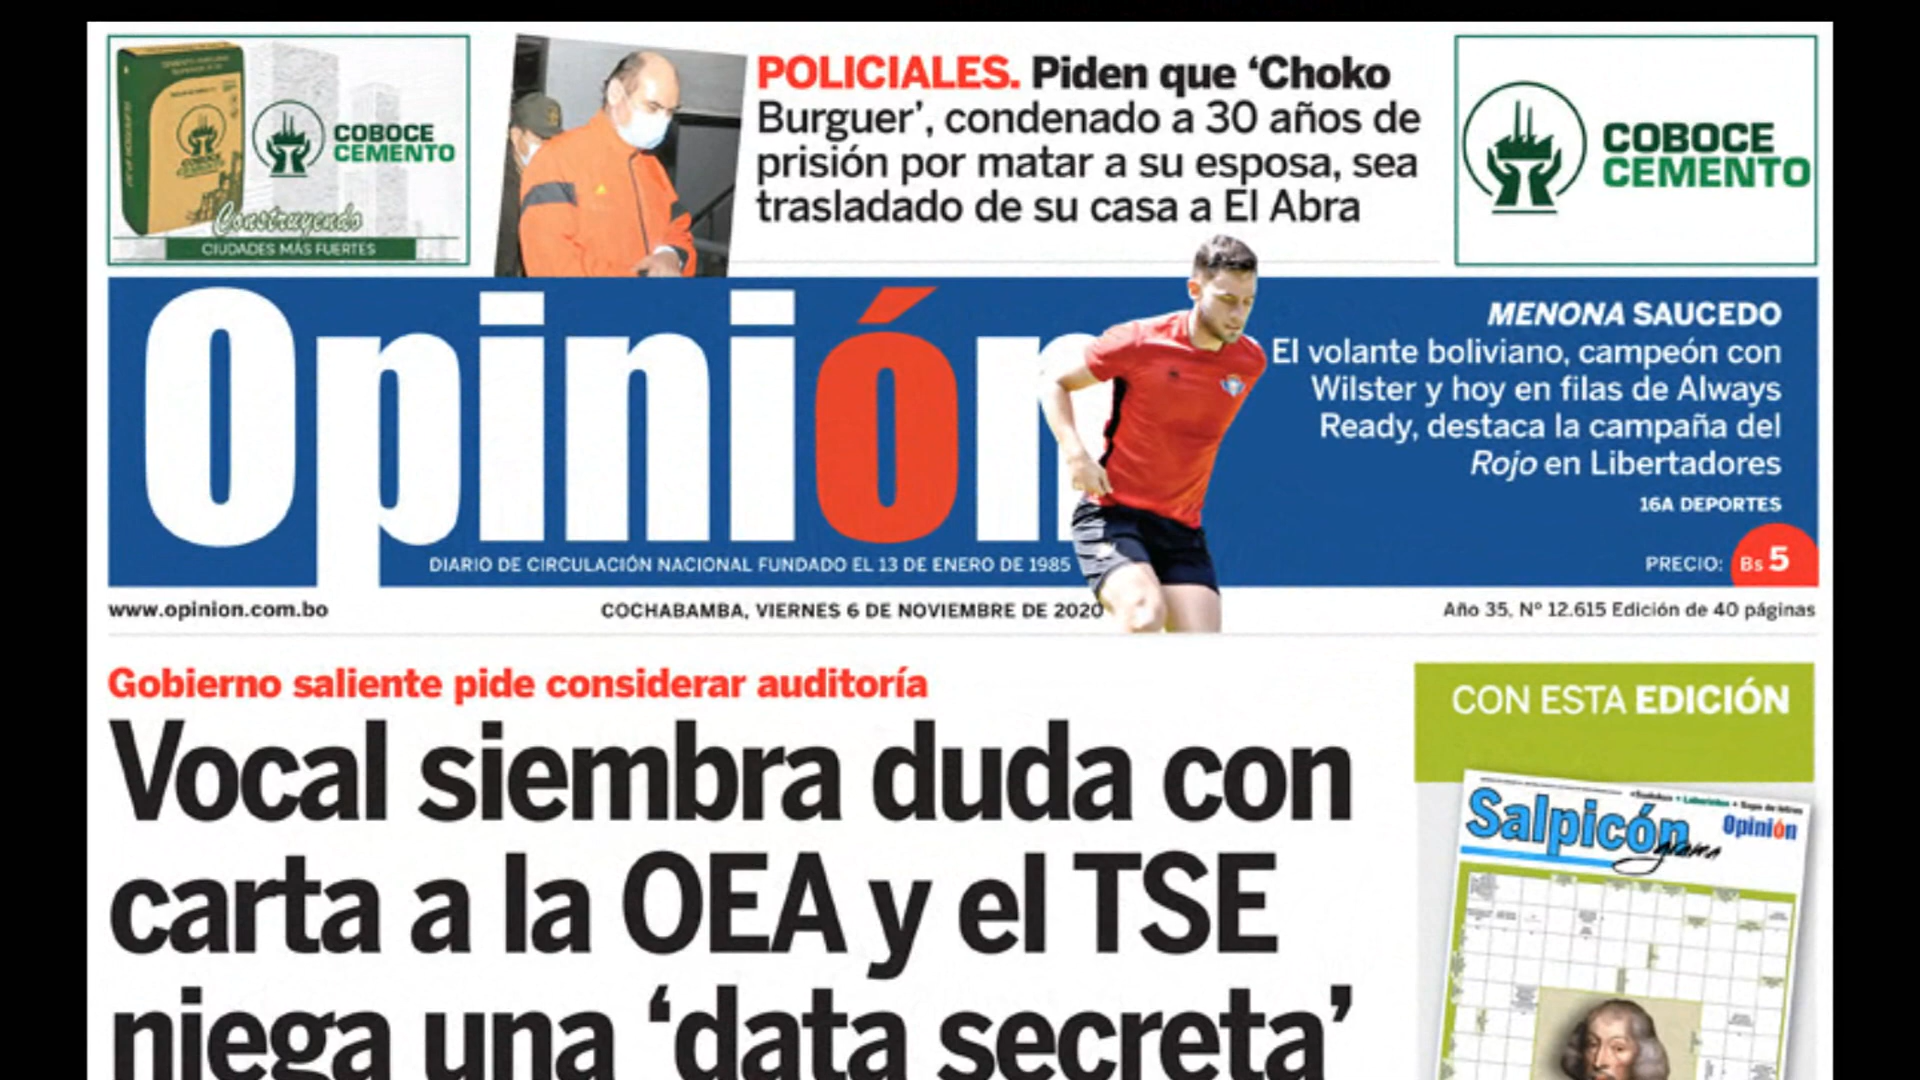 COBOCE
CEMENTO
Construyendo
CIUDADES MÁS FUERTES
POLICIALES. Piden que ‘Choko
Burguer’, condenado a 30 años de
prisión por matar a su esposa, sea
trasladado de su casa a El Abra
COBOCE
CEMENTO
Opinión
MENONA SAUCEDO
El volante boliviano, campeón con
Wilster y hoy en filas de Always
Ready, destaca la campaña del
Rojo en Libertadores
16A DEPORTES
DIARIO DE CIRCULACIÓN NACIONAL FUNDADO EL 13 DE ENERO DE 1985
PRECIO: Bs 5
www.opinion.com.bo
COCHABAMBA, VIERNES 6 DE NOVIEMBRE DE 2020
Año 35, Nº 12.615 Edición de 40 páginas
Gobierno saliente pide considerar auditoría
Vocal siembra duda con
carta a la OEA y el TSE
niega una ‘data secreta’
CON ESTA EDICIÓN
Salpicón
grama
Opinión